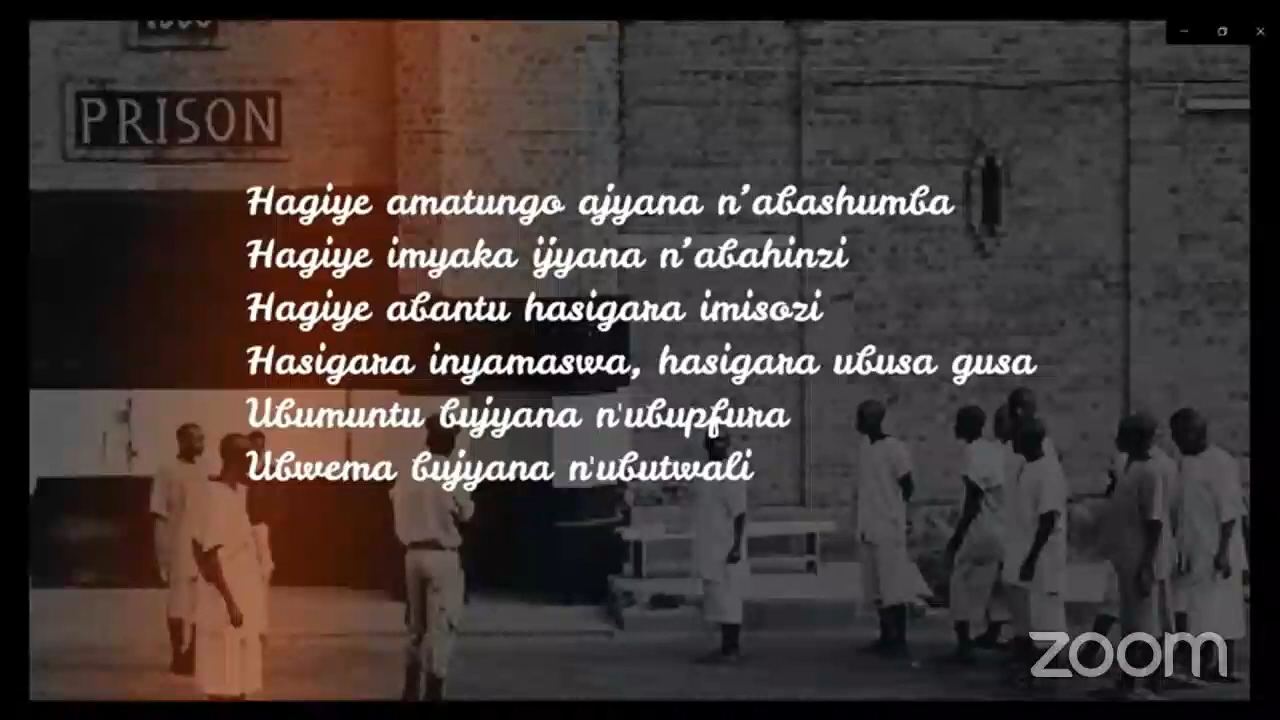 PRISON
Hagiye amatungo ajyana n'abashumba
Hagiye imyaka ijyana n'abahinzi
Hagiye abantu hasigara imisozi
Hasigara inyamaswa, hasigara ubusa gusa
Ubumuntu bujyana n'ubupfura
Ubwema bujyana n'ubutwali
zoom